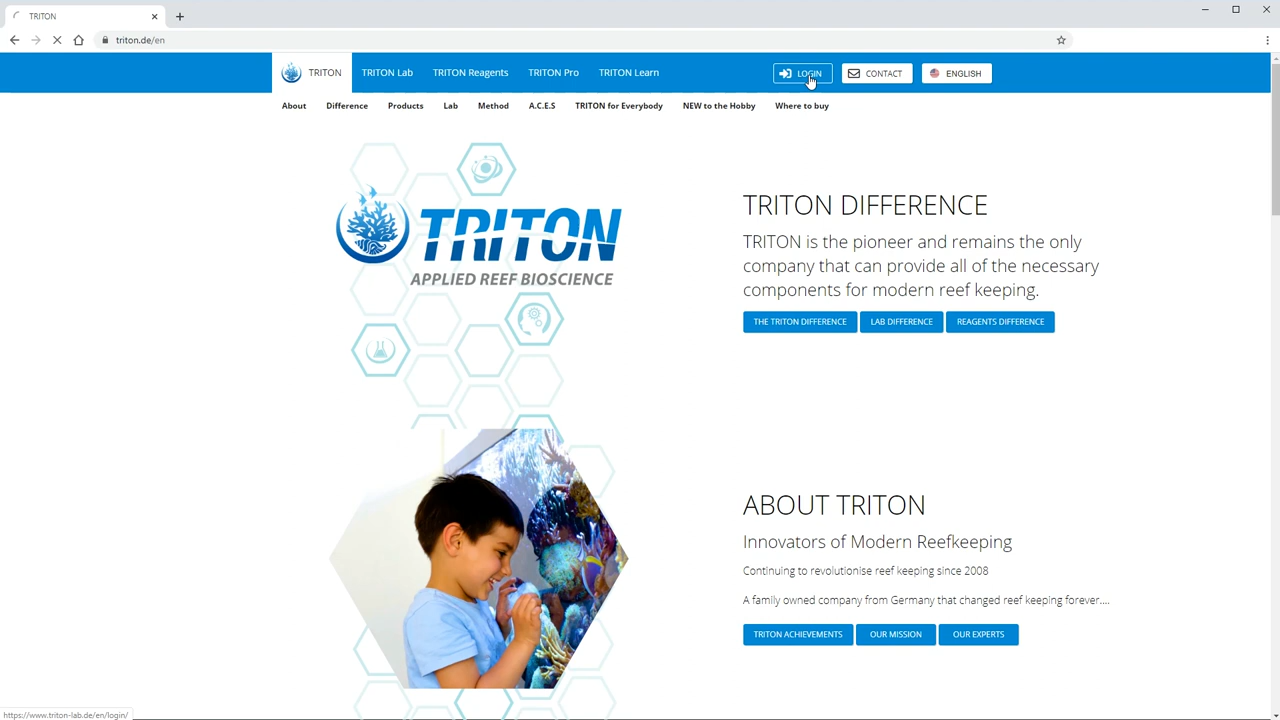 TRITON
triton.de/en
TRITON
TRITON Lab
TRITON Reagents
TRITON Pro
TRITON Learn
LOGIN
CONTACT
ENGLISH
About
Difference
Products
Lab
Method
A.C.E.S
TRITON for Everybody
NEW to the Hobby
Where to buy
TRITON
APPLIED REEF BIOSCIENCE
TRITON DIFFERENCE
TRITON is the pioneer and remains the only
company that can provide all of the necessary
components for modern reef keeping.
THE TRITON DIFFERENCE
LAB DIFFERENCE
REAGENTS DIFFERENCE
ABOUT TRITON
Innovators of Modern Reefkeeping
Continuing to revolutionise reef keeping since 2008
A family owned company from Germany that changed reef keeping forever....
TRITON ACHIEVEMENTS
OUR MISSION
OUR EXPERTS
https://www.triton-lab.de/en/login/